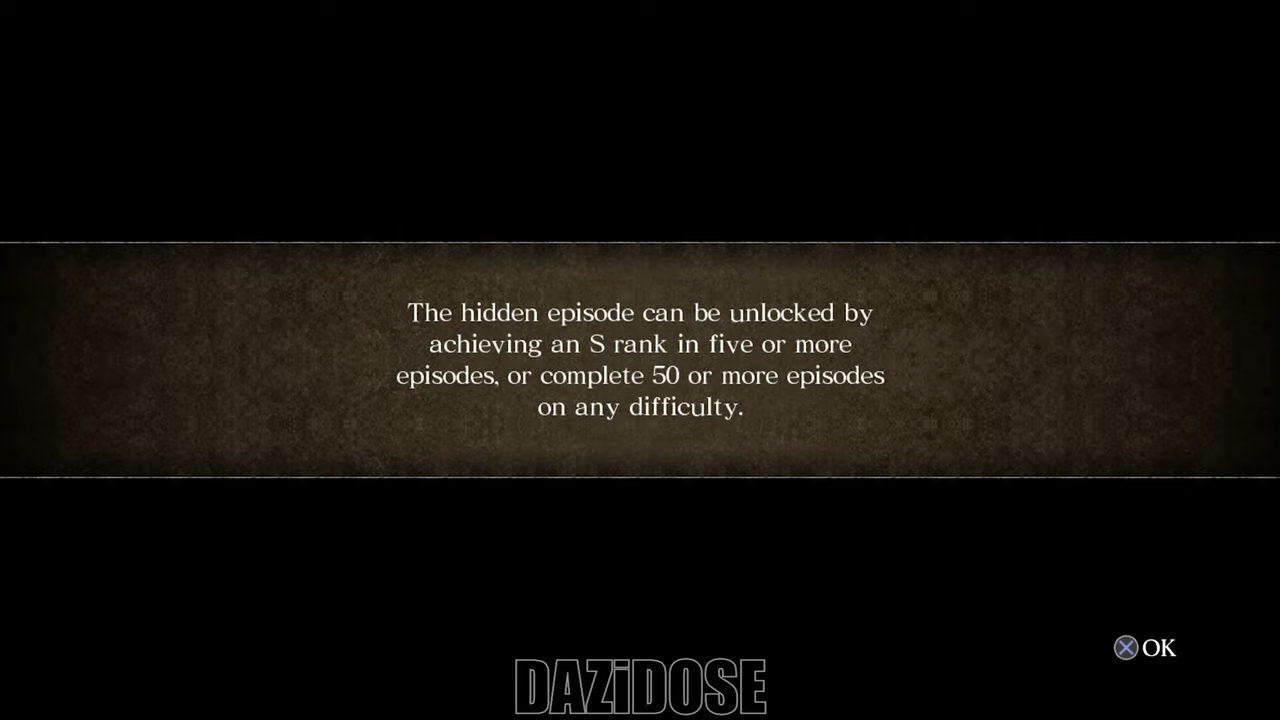 The hidden episode can be unlocked by
achieving an S rank in five or more
episodes, or complete 50 or more episodes
on any difficulty.
OK
DAZiDOSE